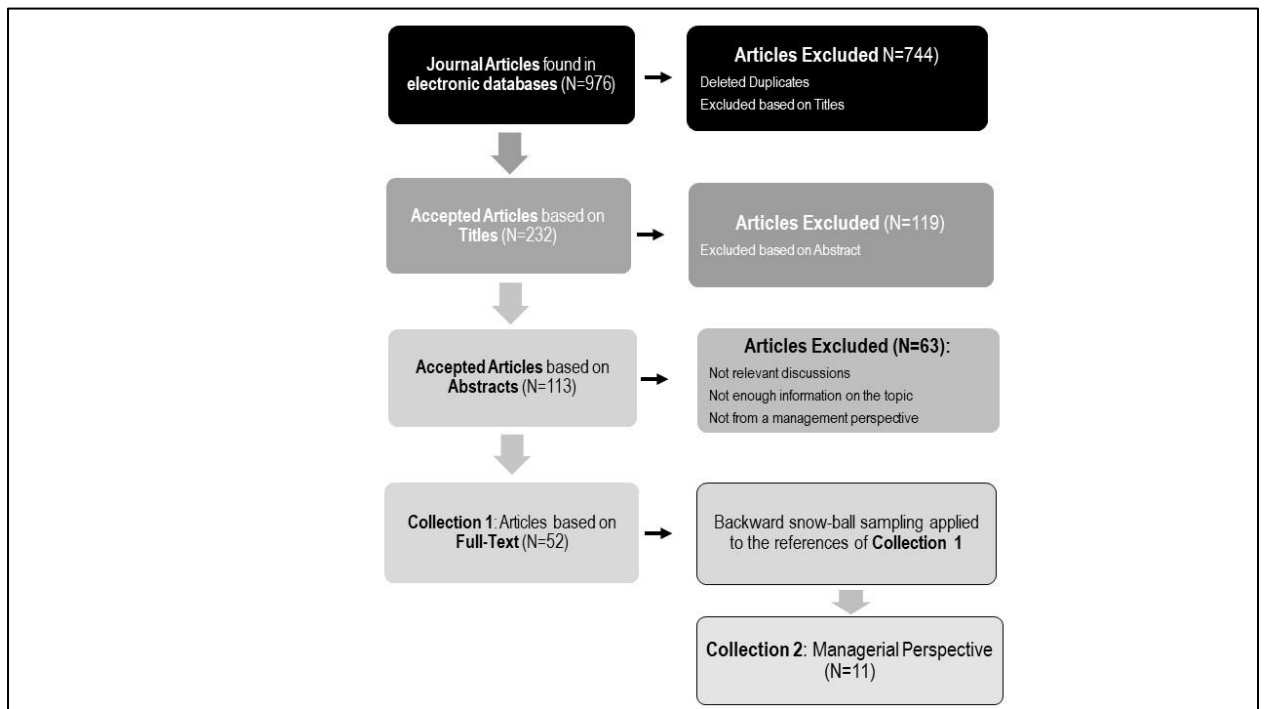 Journal Articles found in
electronic databases (N=976)
Articles Excluded N=744)
Deleted Duplicates
Excluded based on Titles
Accepted Articles based on
Titles (N=232)
Articles Excluded (N=119)
Excluded based on Abstract
Accepted Articles based on
Abstracts (N=113)
Articles Excluded (N=63):
Not relevant discussions
Not enough information on the topic
Not from a management perspective
Collection 1: Articles based on
Full-Text (N=52)
Backward snow-ball sampling applied
to the references of Collection 1
Collection 2: Managerial Perspective
(N=11)